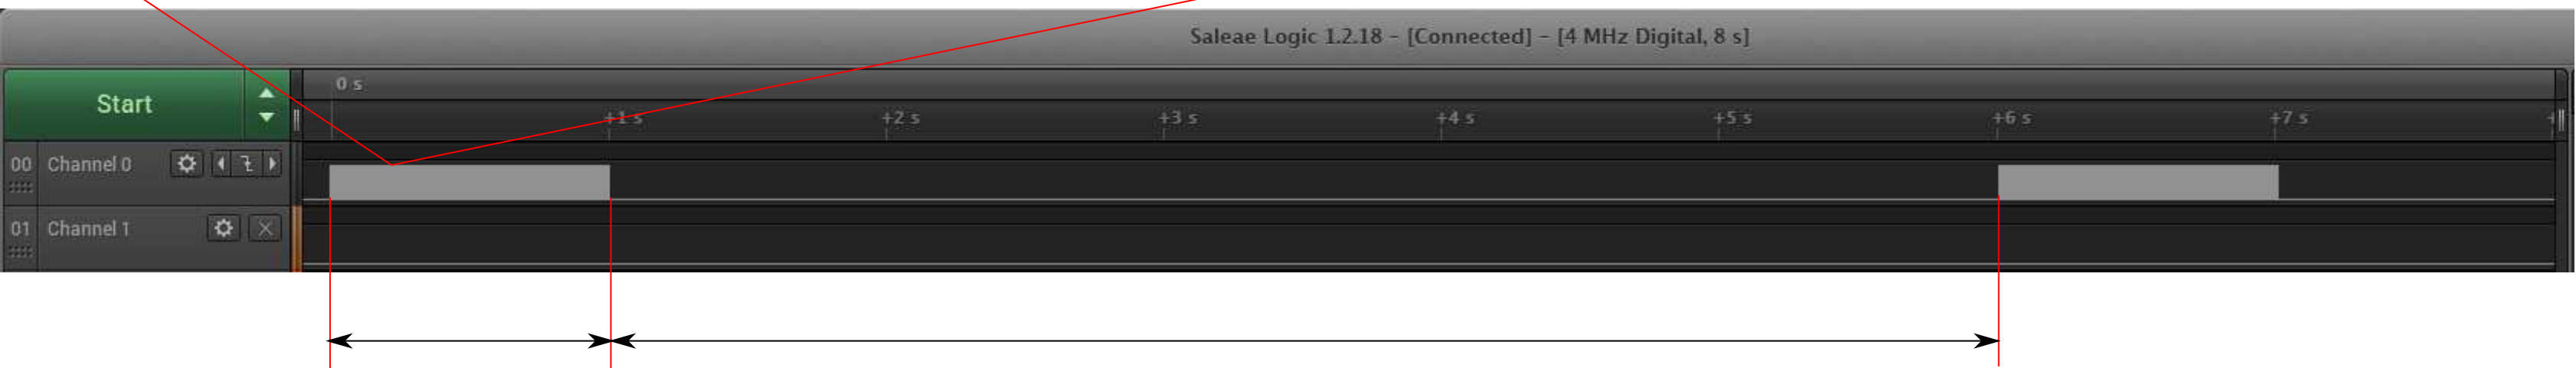 Saleae Logic 1.2.18 - [Connected] - [4 MHz Digital, 8 s]
Start
0 s
+1 s +2 s +3 s +4 s +5 s +6 s +7 s
00 Channel 0
01 Channel 1